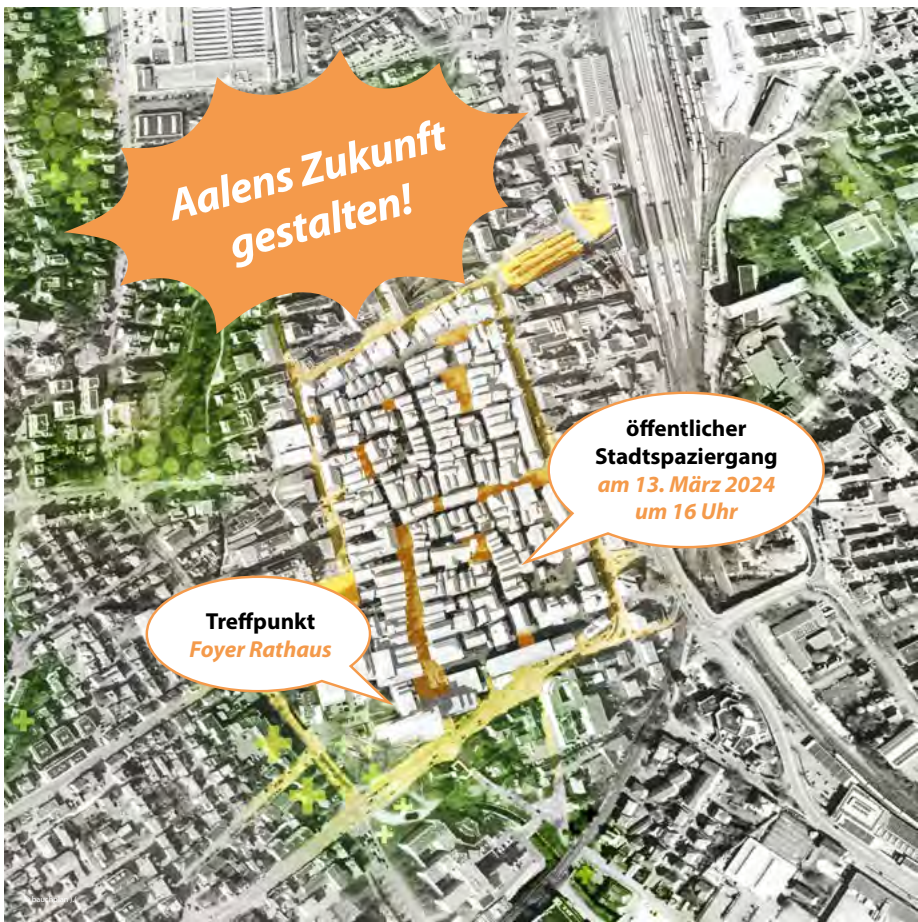 Aalens Zukunft
gestalten!
öffentlicher
Stadtspaziergang
am 13. März 2024
um 16 Uhr
Treffpunkt
Foyer Rathaus